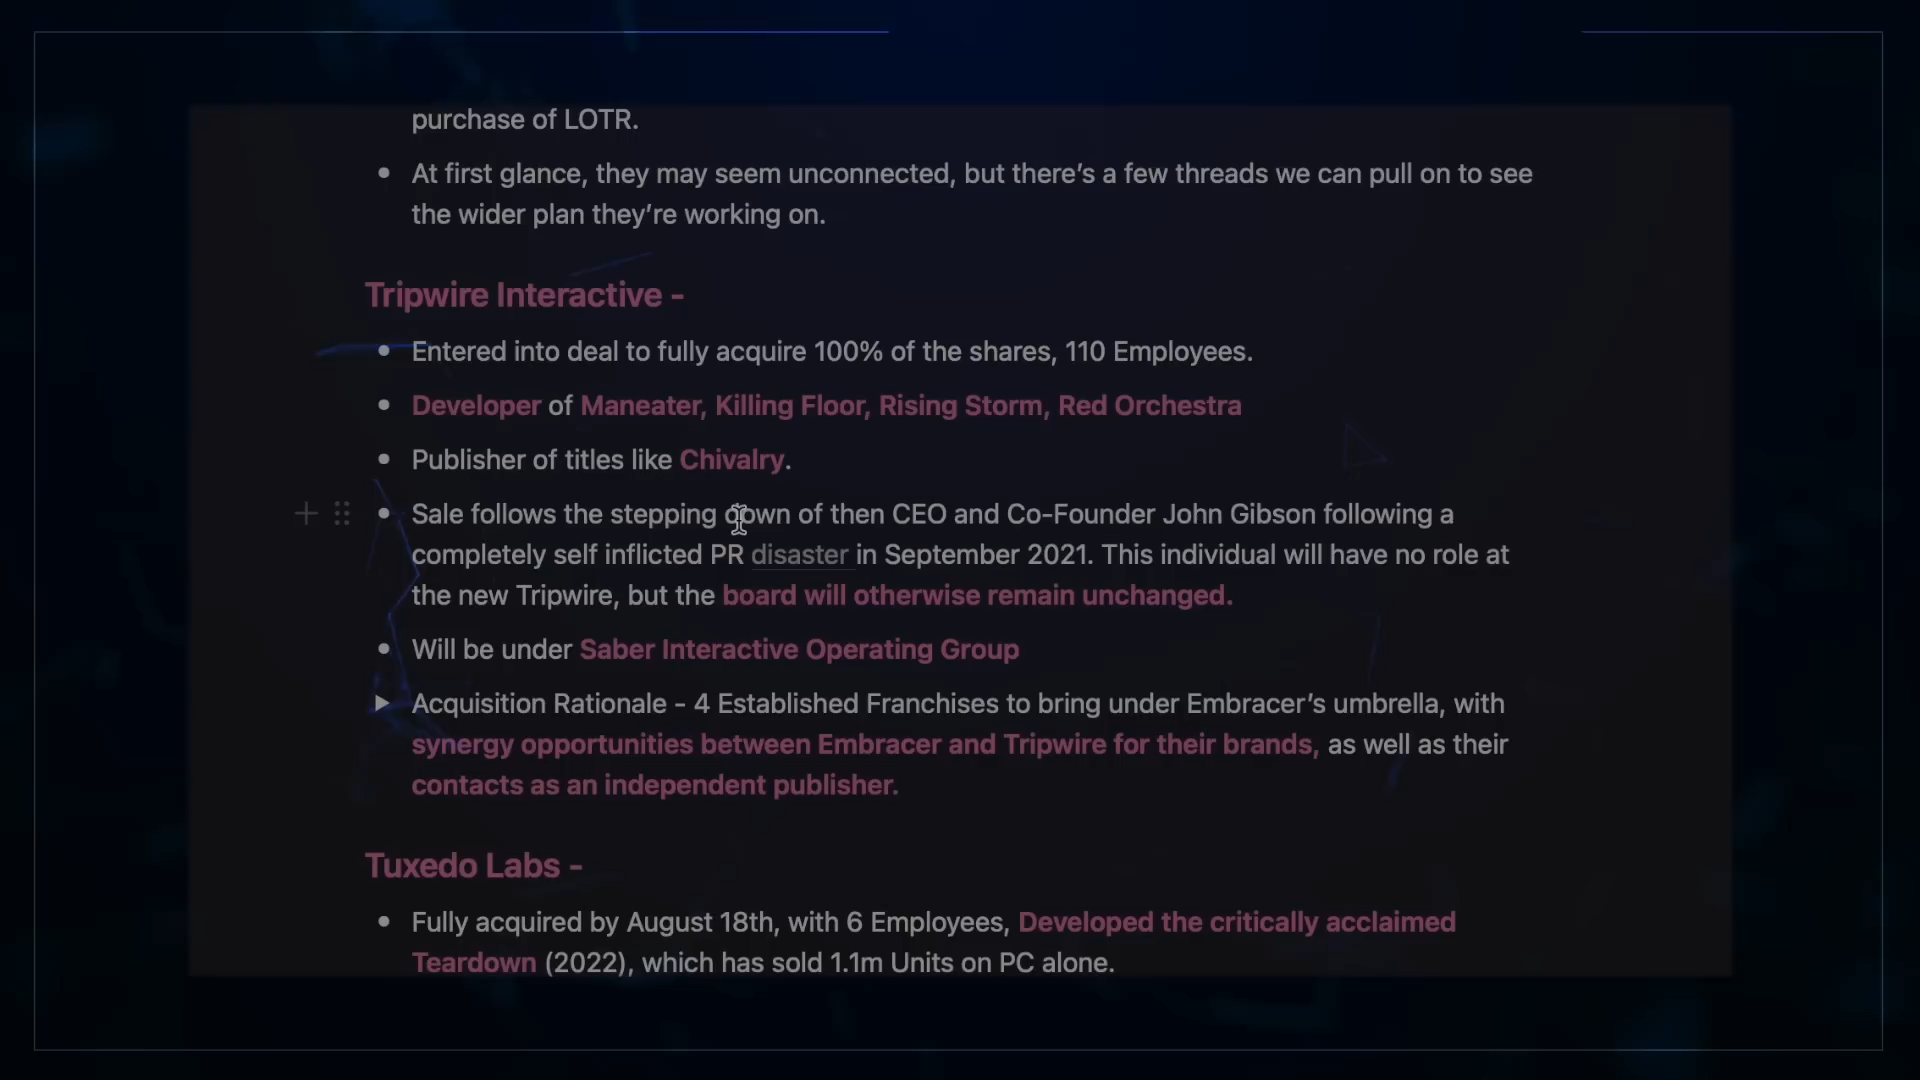 purchase of LOTR.
At first glance, they may seem unconnected, but there’s a few threads we can pull on to see
the wider plan they’re working on.
Tripwire Interactive -
Entered into deal to fully acquire 100% of the shares, 110 Employees.
Developer of Maneater, Killing Floor, Rising Storm, Red Orchestra
Publisher of titles like Chivalry.
Sale follows the stepping down of then CEO and Co-Founder John Gibson following a
completely self inflicted PR disaster in September 2021. This individual will have no role at
the new Tripwire, but the board will otherwise remain unchanged.
Will be under Saber Interactive Operating Group
Acquisition Rationale - 4 Established Franchises to bring under Embracer’s umbrella, with
synergy opportunities between Embracer and Tripwire for their brands, as well as their
contacts as an independent publisher.
Tuxedo Labs -
Fully acquired by August 18th, with 6 Employees, Developed the critically acclaimed
Teardown (2022), which has sold 1.1m Units on PC alone.